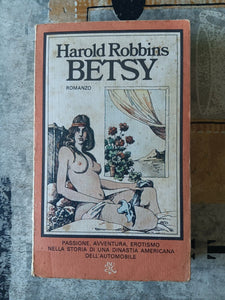 Harold Robbins
BETSY
ROMANZO
PASSIONE, AVVENTURA, EROTISMO
NELLA STORIA DI UNA DINASTIA AMERICANA
DELL'AUTOMOBILE